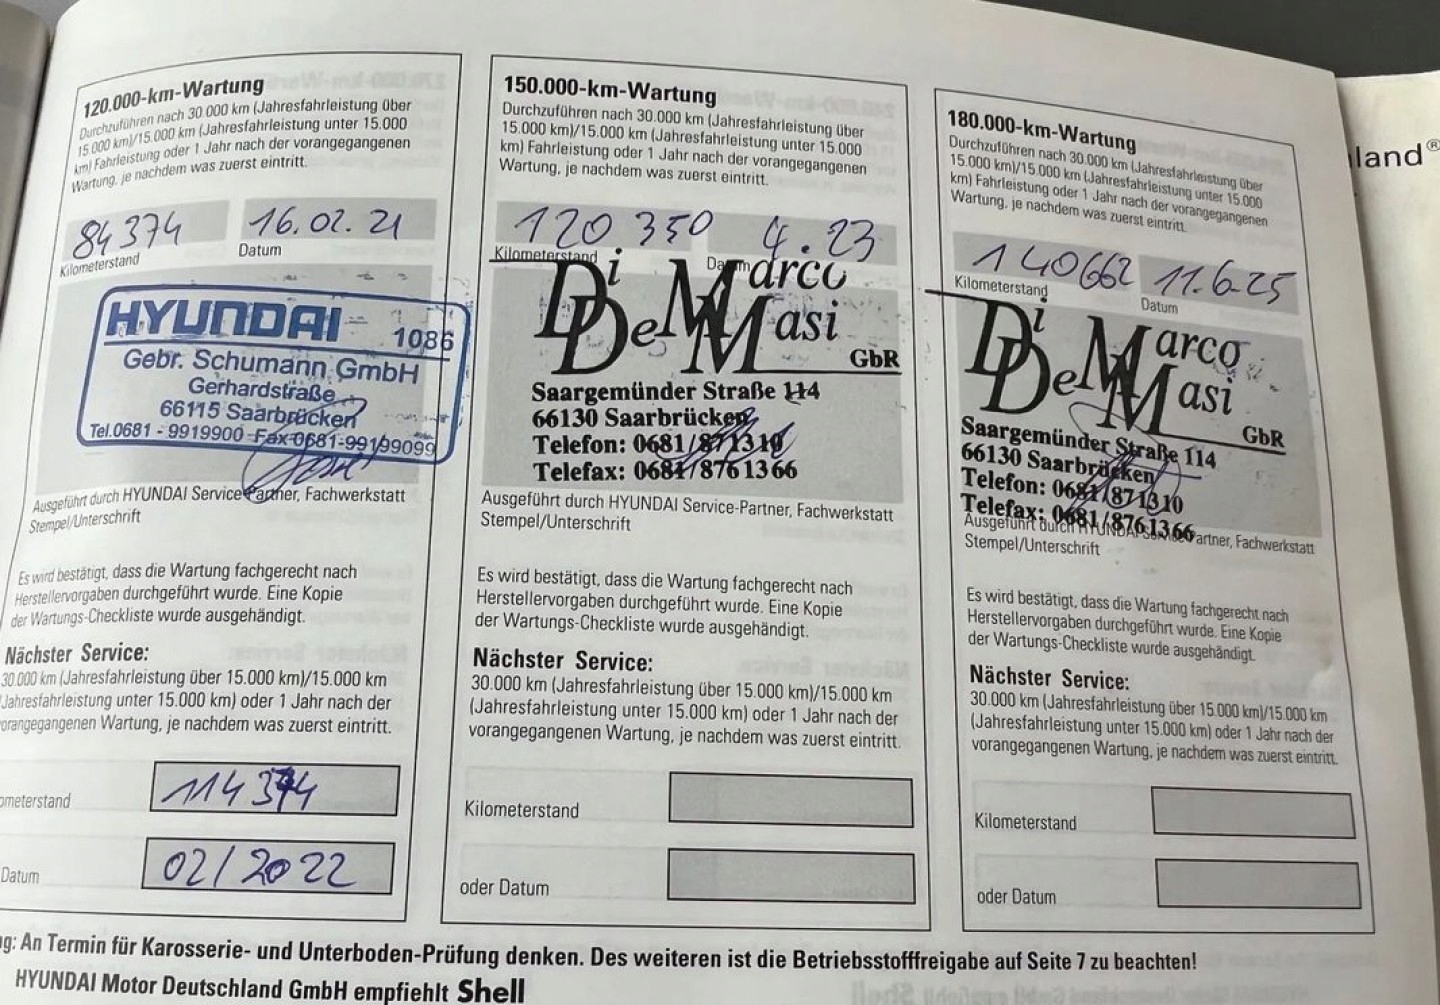 120.000-km-Wartung
Durchzuführen nach 30.000 km (Jahresfahrleistung über
15.000 km)/15.000 km (Jahresfahrleistung unter 15.000
km) Fahrleistung oder 1 Jahr nach der vorangegangenen
Wartung, je nachdem was zuerst eintritt.
84374
16.02.21
Kilometerstand
Datum
HYUNDAI
1086
Gebr. Schumann GmbH
Gerhardstraße
66115 Saarbrücken
Tel.0681 - 9919900 Fax 0681-99199099
Ausgeführt durch HYUNDAI Service-Partner, Fachwerkstatt
Stempel/Unterschrift
Es wird bestätigt, dass die Wartung fachgerecht nach
Herstellervorgaben durchgeführt wurde. Eine Kopie
der Wartungs-Checkliste wurde ausgehändigt.
Nächster Service:
30.000 km (Jahresfahrleistung über 15.000 km)/15.000 km
(Jahresfahrleistung unter 15.000 km) oder 1 Jahr nach der
vorangegangenen Wartung, je nachdem was zuerst eintritt.
ometerstand
114374
Datum
02/2022
150.000-km-Wartung
Durchzuführen nach 30.000 km (Jahresfahrleistung über
15.000 km)/15.000 km (Jahresfahrleistung unter 15.000
km) Fahrleistung oder 1 Jahr nach der vorangegangenen
Wartung, je nachdem was zuerst eintritt.
120 350
4.23
Kilometerstand
Datum
Di Marco
De Masi
GbR
Saargemünder Straße 114
66130 Saarbrücken
Telefon: 0681/871310
Telefax: 0681/8761366
Ausgeführt durch HYUNDAI Service-Partner, Fachwerkstatt
Stempel/Unterschrift
Es wird bestätigt, dass die Wartung fachgerecht nach
Herstellervorgaben durchgeführt wurde. Eine Kopie
der Wartungs-Checkliste wurde ausgehändigt.
Nächster Service:
30.000 km (Jahresfahrleistung über 15.000 km)/15.000 km
(Jahresfahrleistung unter 15.000 km) oder 1 Jahr nach der
vorangegangenen Wartung, je nachdem was zuerst eintritt.
Kilometerstand
oder Datum
180.000-km-Wartung
Durchzuführen nach 30.000 km (Jahresfahrleistung über
15.000 km)/15.000 km (Jahresfahrleistung unter 15.000
km) Fahrleistung oder 1 Jahr nach der vorangegangenen
Wartung, je nachdem was zuerst eintritt.
140662
11.6.25
Kilometerstand
Datum
Di Marco
De Masi
GbR
Saargemünder Straße 114
66130 Saarbrücken
Telefon: 0681/871310
Telefax: 0681/8761366
Ausgeführt durch HYUNDAI Service-Partner, Fachwerkstatt
Stempel/Unterschrift
Es wird bestätigt, dass die Wartung fachgerecht nach
Herstellervorgaben durchgeführt wurde. Eine Kopie
der Wartungs-Checkliste wurde ausgehändigt.
Nächster Service:
30.000 km (Jahresfahrleistung über 15.000 km)/15.000 km
(Jahresfahrleistung unter 15.000 km) oder 1 Jahr nach der
vorangegangenen Wartung, je nachdem was zuerst eintritt.
Kilometerstand
oder Datum
land®
g: An Termin für Karosserie- und Unterboden-Prüfung denken. Des weiteren ist die Betriebsstofffreigabe auf Seite 7 zu beachten!
HYUNDAI Motor Deutschland GmbH empfiehlt Shell